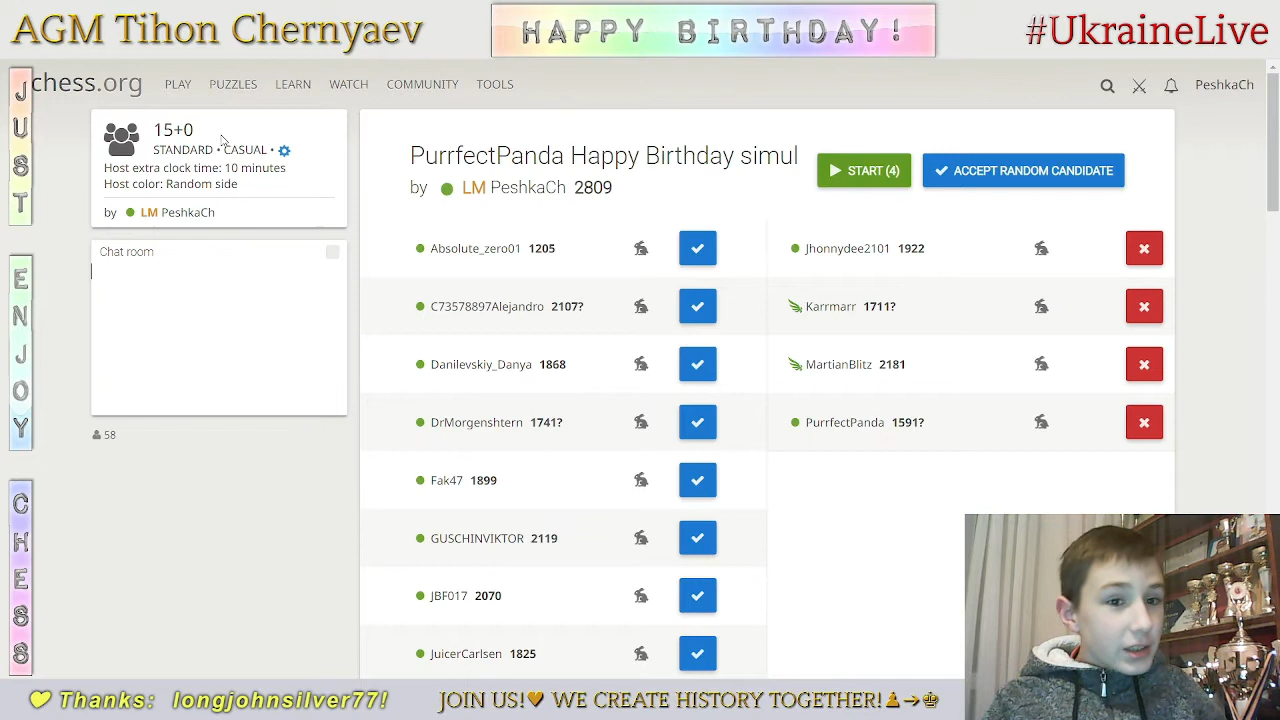 AGM Tihon Chernyaev
HAPPY BIRTHDAY!
#UkraineLive
JUST
ENJOY
CHESS
chess.org PLAY PUZZLES LEARN WATCH COMMUNITY TOOLS PeshkaCh
15+0
STANDARD • CASUAL •
Host extra clock time: 10 minutes
Host color: Random side
by LM PeshkaCh
Chat room
58
PurrfectPanda Happy Birthday simul
by LM PeshkaCh 2809
START (4)
ACCEPT RANDOM CANDIDATE
Absolute_zero01 1205
C73578897Alejandro 2107?
Danilevskiy_Danya 1868
DrMorgenshtern 1741?
Fak47 1899
GUSCHINVIKTOR 2119
JBF017 2070
JuicerCarlsen 1825
Jhonnydee2101 1922
Karrmarr 1711?
MartianBlitz 2181
PurrfectPanda 1591?
Thanks: longjohnsilver77!
JOIN US!🧡 WE CREATE HISTORY TOGETHER!♟→♚